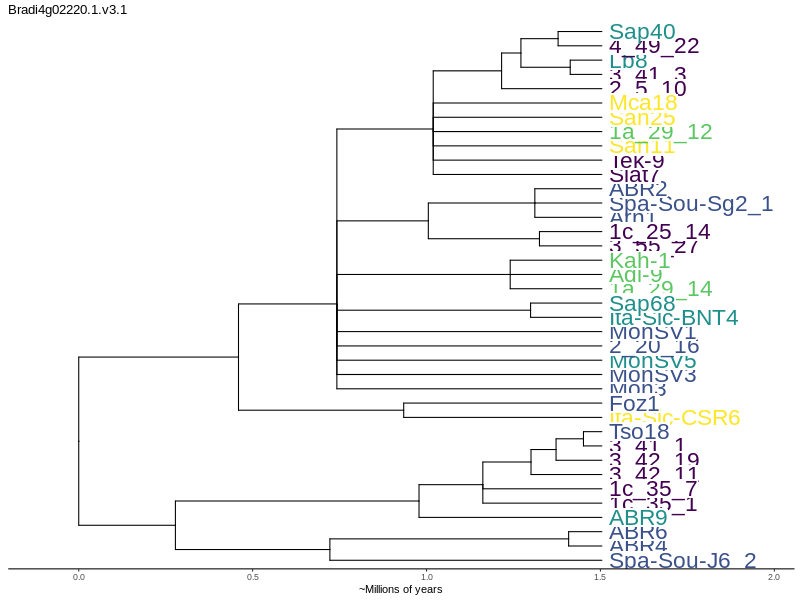 Bradi4g02220.1.v3.1
Sap40
4_49_22
Lb8
3_41_3
2_5_10
Mca18
San25
1a_29_12
San11
Tek-9
Slat7
ABR2
Spa-Sou-Sg2_1
Arn1
1c_25_14
3_55_27
Kah-1
Adi-9
1a_29_14
Sap68
Ita-Sic-BNT4
MonSV1
2_20_16
MonSV5
MonSV3
Mon3
Foz1
Ita-Sic-CSR6
Tso18
3_41_1
3_42_19
3_42_11
1c_35_7
1c_35_1
ABR9
ABR6
ABR4
Spa-Sou-J6_2
0.0 0.5 1.0 1.5 2.0
~Millions of years